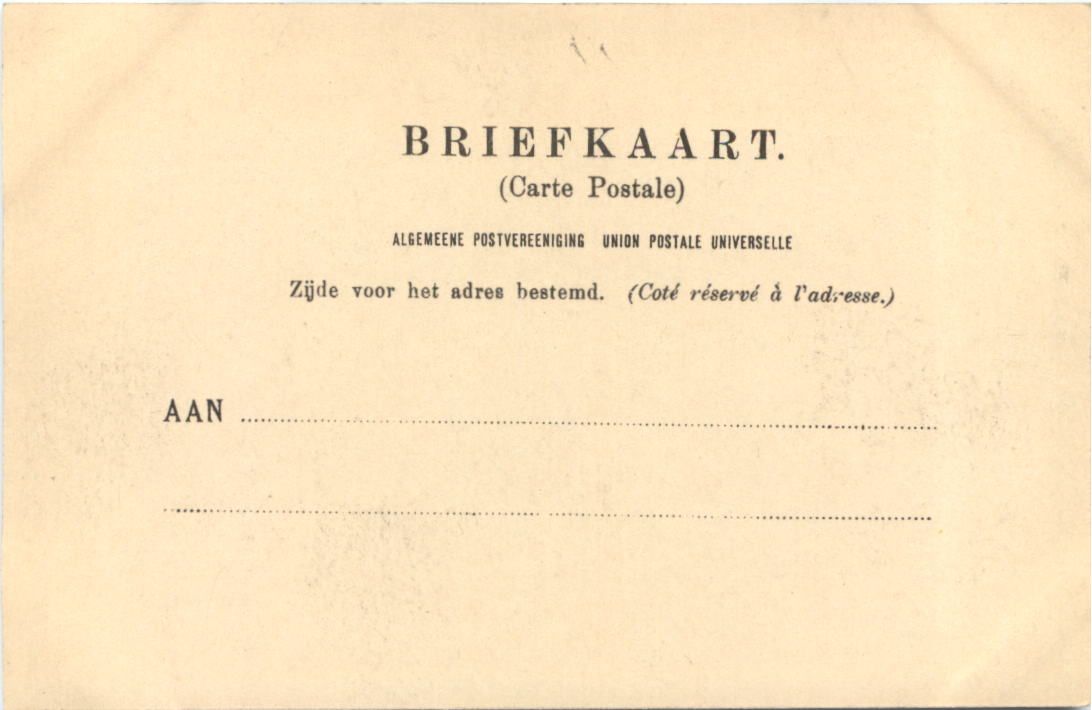 BRIEFKAART.
(Carte Postale)
ALGEMEENE POSTVEREENIGING UNION POSTALE UNIVERSELLE
Zijde voor het adres bestemd. (Coté réservé à l'adresse.)
AAN